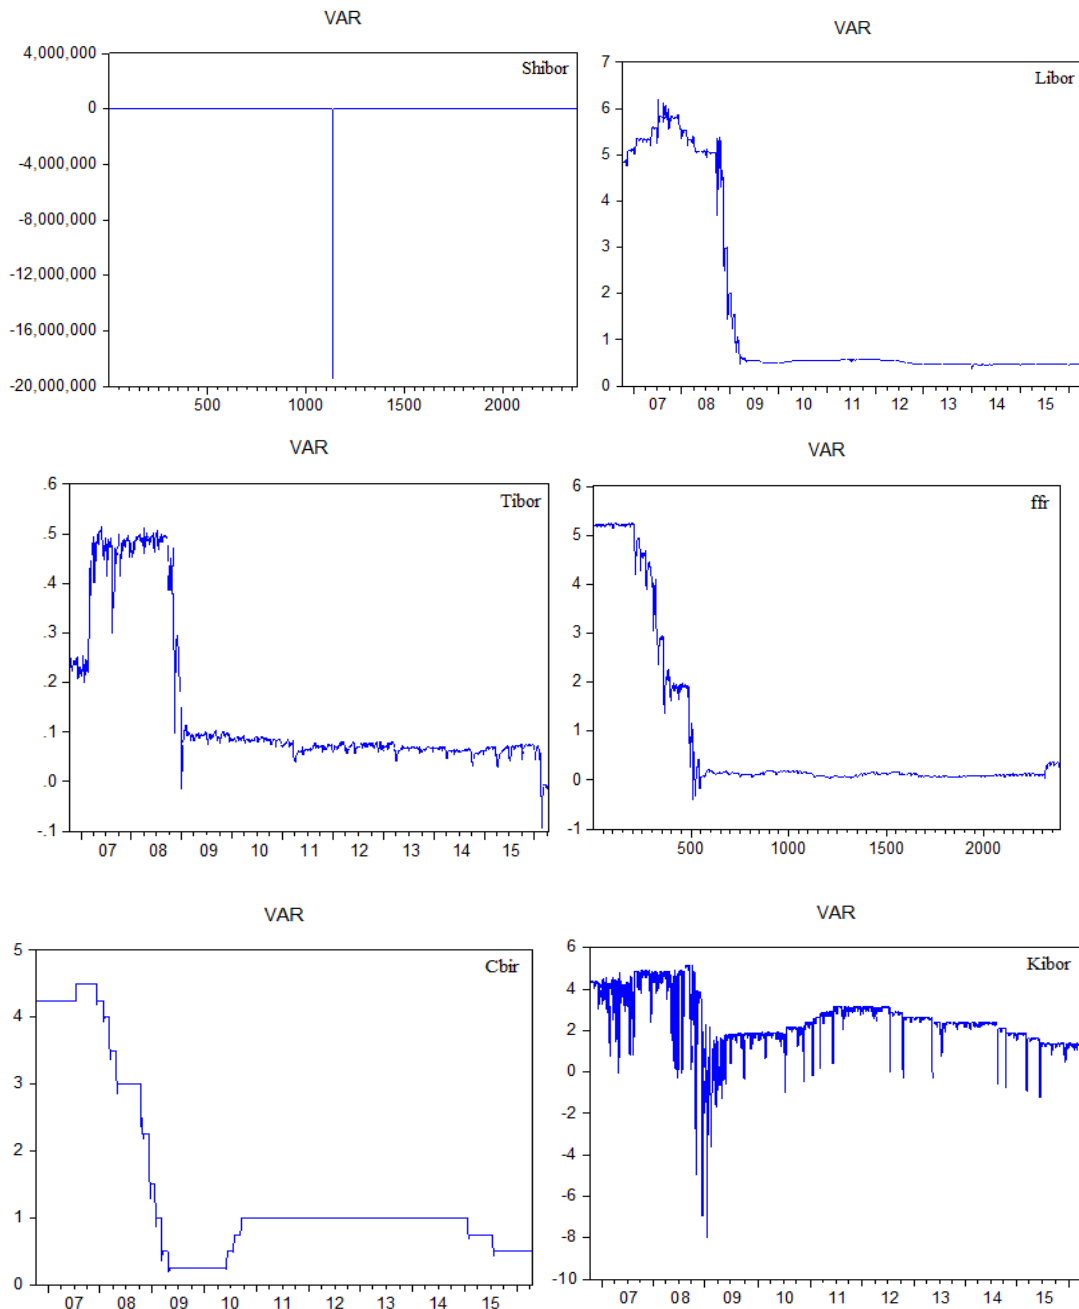 VAR
Shibor
4,000,000
0
-4,000,000
-8,000,000
-12,000,000
-16,000,000
-20,000,000
500 1000 1500 2000
VAR
Libor
7
6
5
4
3
2
1
0
07 08 09 10 11 12 13 14 15
VAR
Tibor
.6
.5
.4
.3
.2
.1
.0
-.1
07 08 09 10 11 12 13 14 15
VAR
ffr
6
5
4
3
2
1
0
-1
500 1000 1500 2000
VAR
Cbir
5
4
3
2
1
0
07 08 09 10 11 12 13 14 15
VAR
Kibor
6
4
2
0
-2
-4
-6
-8
-10
07 08 09 10 11 12 13 14 15